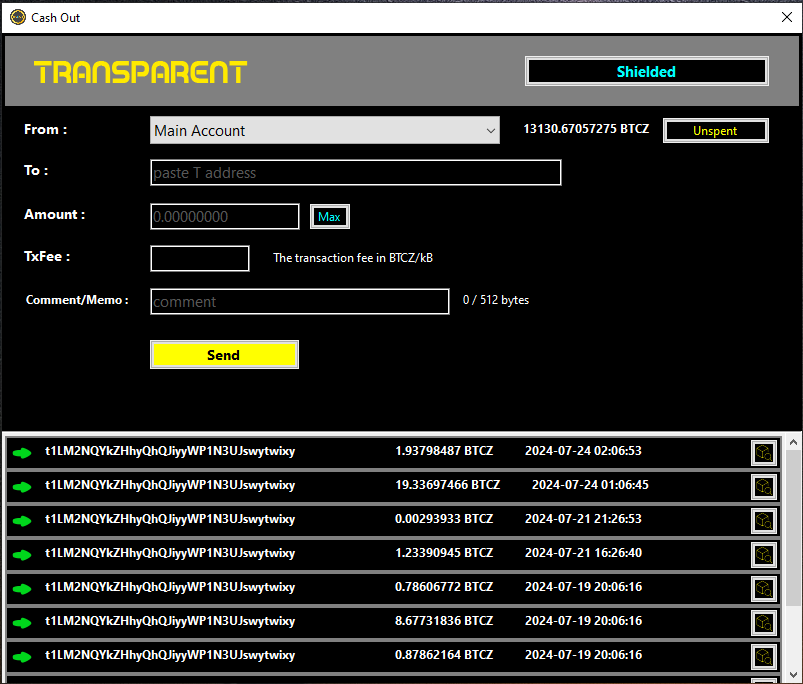 Cash Out
TRANSPARENT
Shielded
From :
Main Account
13130.67057275 BTCZ
Unspent
To :
paste T address
Amount :
0.00000000
Max
TxFee :
The transaction fee in BTCZ/kB
Comment/Memo :
comment
0 / 512 bytes
Send
t1LM2NQYkZHhyQhQJiyyWP1N3UJswytwixy 1.93798487 BTCZ 2024-07-24 02:06:53
t1LM2NQYkZHhyQhQJiyyWP1N3UJswytwixy 19.33697466 BTCZ 2024-07-24 01:06:45
t1LM2NQYkZHhyQhQJiyyWP1N3UJswytwixy 0.00293933 BTCZ 2024-07-21 21:26:53
t1LM2NQYkZHhyQhQJiyyWP1N3UJswytwixy 1.23390945 BTCZ 2024-07-21 16:26:40
t1LM2NQYkZHhyQhQJiyyWP1N3UJswytwixy 0.78606772 BTCZ 2024-07-19 20:06:16
t1LM2NQYkZHhyQhQJiyyWP1N3UJswytwixy 8.67731836 BTCZ 2024-07-19 20:06:16
t1LM2NQYkZHhyQhQJiyyWP1N3UJswytwixy 0.87862164 BTCZ 2024-07-19 20:06:16